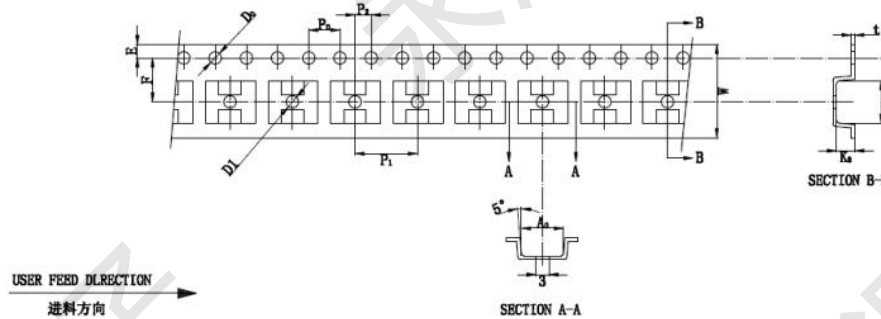 D₀ P₀ P₂ B
E
F
W
t
D1 P₁ A A B K₀
SECTION B-
5° A₀
3
SECTION A-A
USER FEED DLRECTION
进料方向